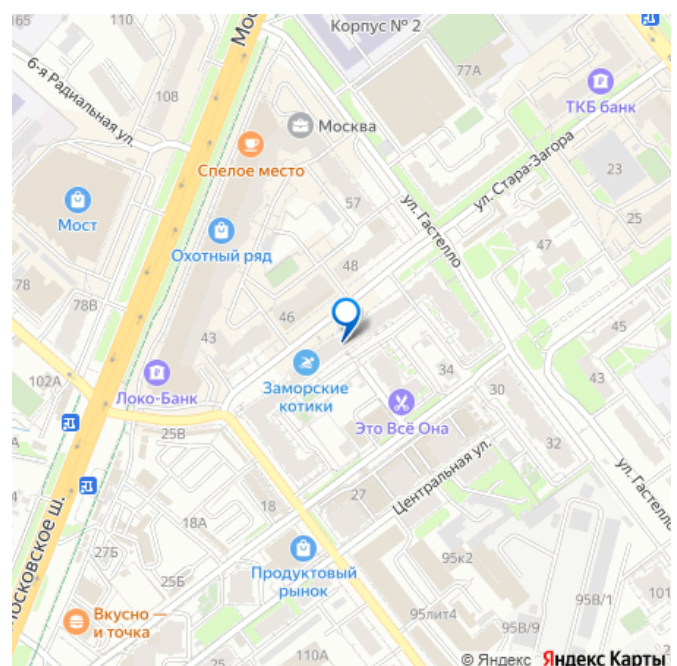 165
110
Мо
Корпус № 2
6-я Радиальная ул.
108
77А
ТКБ банк
Москва
Спелое место
ул. Стара-Загора
23
Мост
57
25
ул. Гастелло
47
Охотный ряд
48
78
78В
46
43
45
102А
Локо-Банк
Заморские
котики
34
43
30
25В
Это Всё Она
32
Центральная ул.
ул. Гастелло
Московское ш.
18
27
18А
27Б
25Б
Продуктовый
рынок
95к2
95В/1
101
Вкусно —
и точка
95лит4
95В/9
110А
© Яндекс Яндекс Карты